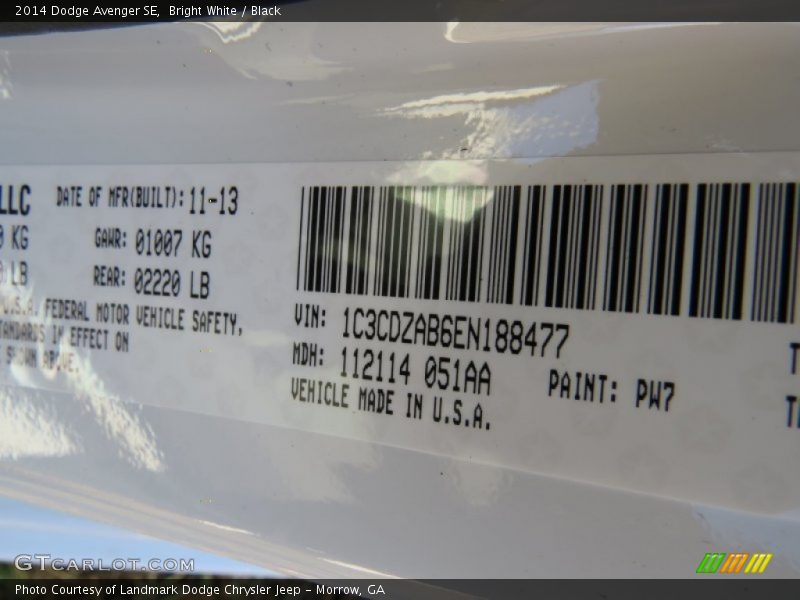 2014 Dodge Avenger SE, Bright White / Black
LLC DATE OF MFR(BUILT): 11-13
KG GAWR: 01007 KG
LB REAR: 02220 LB
U.S.A. FEDERAL MOTOR VEHICLE SAFETY,
IN EFFECT ON
SHOWN ABOVE.
VIN: 1C3CDZAB6EN188477
MDH: 112114 051AA PAINT: PW7
VEHICLE MADE IN U.S.A.
GTCARLOT.COM
Photo Courtesy of Landmark Dodge Chrysler Jeep - Morrow, GA